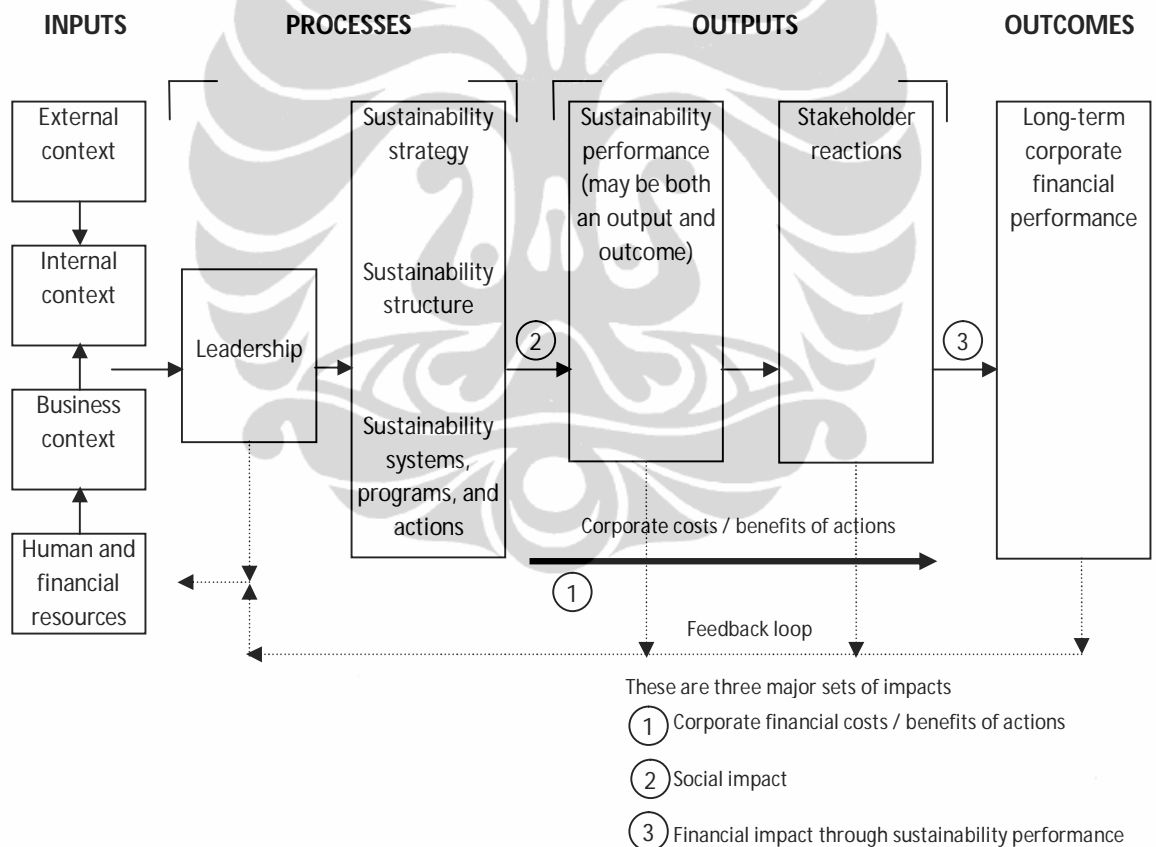 INPUTS
PROCESSES
OUTPUTS
OUTCOMES
External
context
Internal
context
Business
context
Human and
financial
resources
Leadership
Sustainability
strategy
Sustainability
structure
Sustainability
systems,
programs, and
actions
2
Sustainability
performance
(may be both
an output and
outcome)
Stakeholder
reactions
3
Long-term
corporate
financial
performance
Corporate costs / benefits of actions
1
Feedback loop
These are three major sets of impacts
1 Corporate financial costs / benefits of actions
2 Social impact
3 Financial impact through sustainability performance